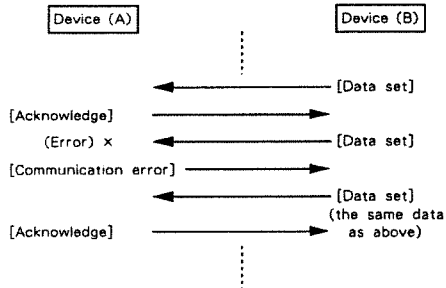 Device (A) Device (B)
[Data set]
[Acknowledge]
(Error) × [Data set]
[Communication error]
[Data set]
(the same data
[Acknowledge] as above)